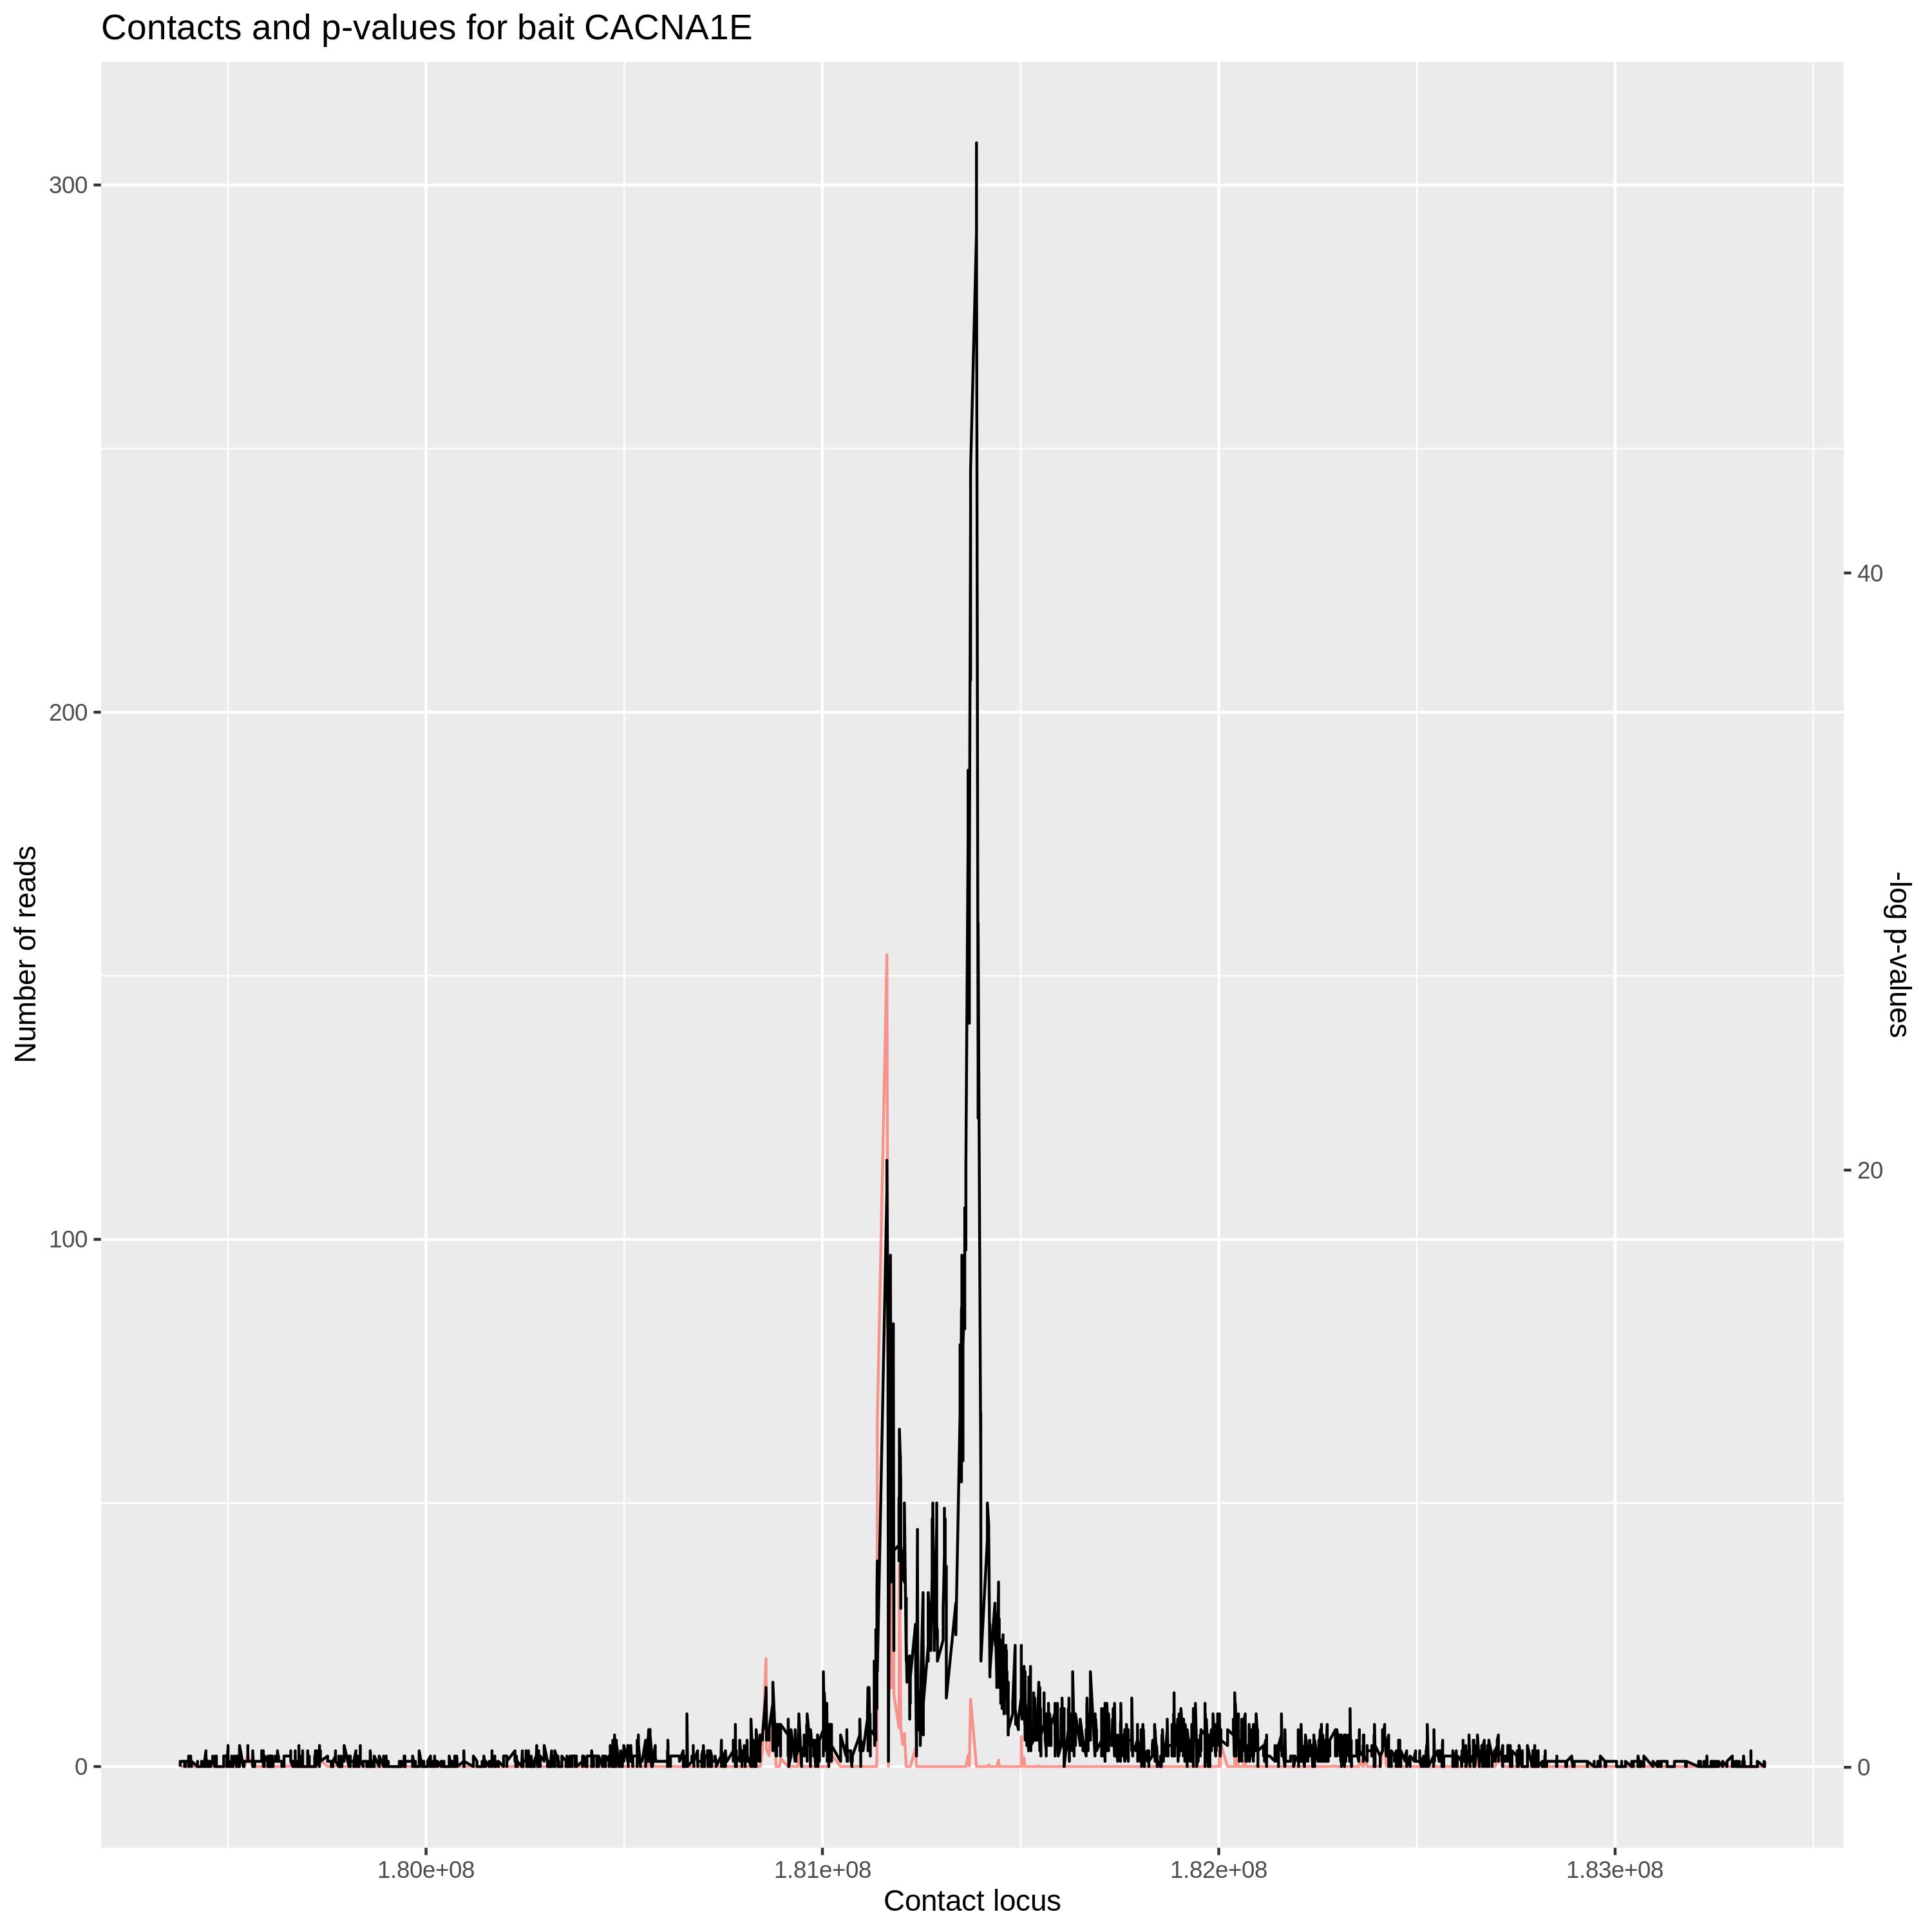 Contacts and p-values for bait CACNA1E
300
200
100
0
Number of reads
40
20
0
-log p-values
1.80e+08
1.81e+08
1.82e+08
1.83e+08
Contact locus